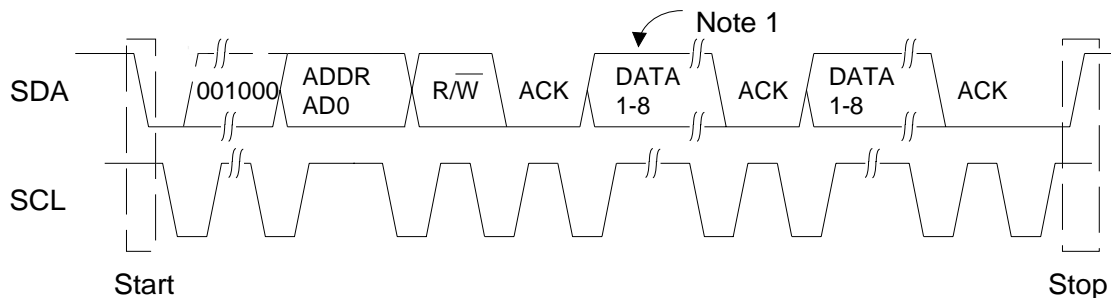 Note 1
SDA
001000
ADDR
AD0
R/W
ACK
DATA
1-8
ACK
DATA
1-8
ACK
SCL
Start
Stop